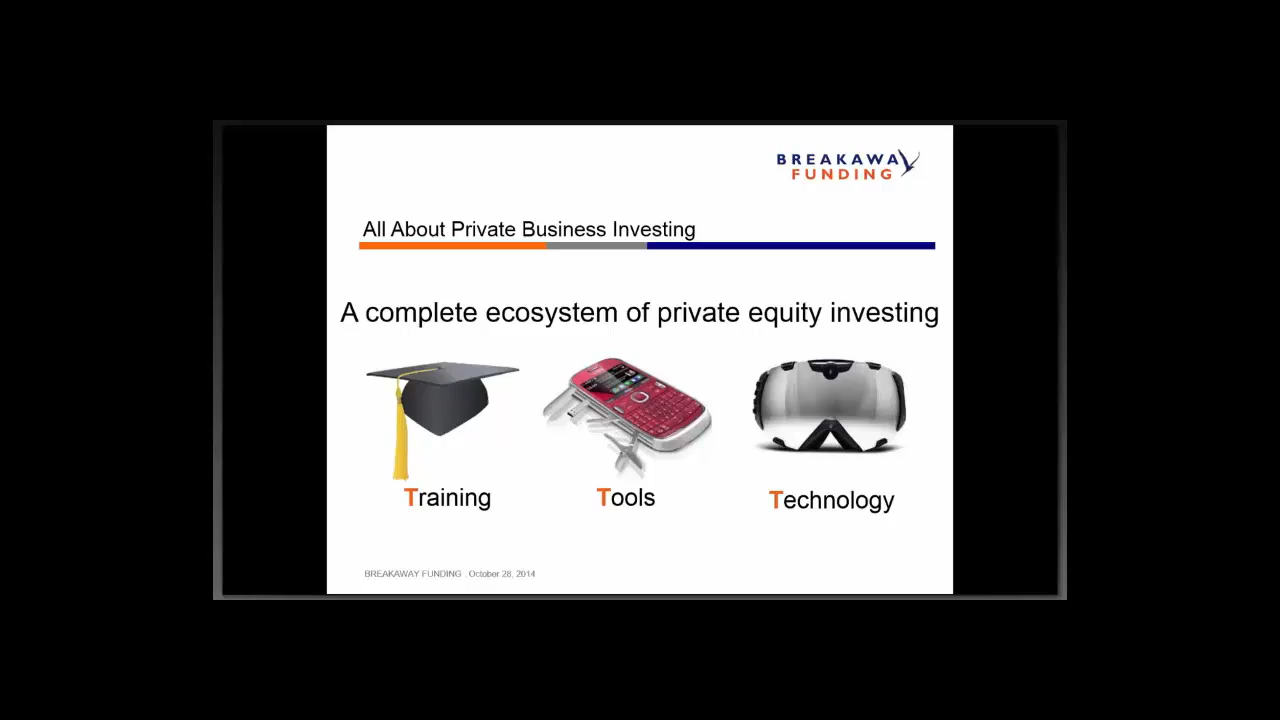 BREAKAWAY
FUNDING
All About Private Business Investing
A complete ecosystem of private equity investing
Training
Tools
Technology
BREAKAWAY FUNDING . October 28, 2014